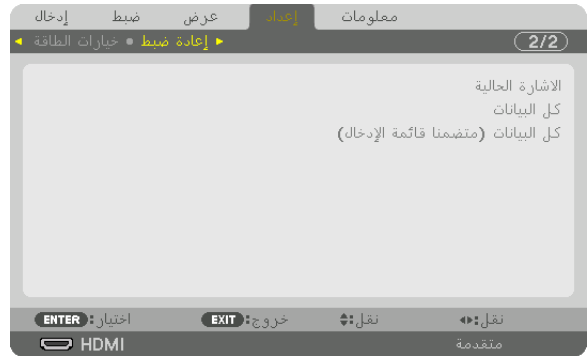 إدخال ضبط عرض إعداد معلومات
خيارات الطاقة • إعادة ضبط 2/2
الاشارة الحالية
كل البيانات
كل البيانات (متضمنا قائمة الإدخال)
ENTER:اختيار EXIT:خروج نقل: نقل:
HDMI متقدمة